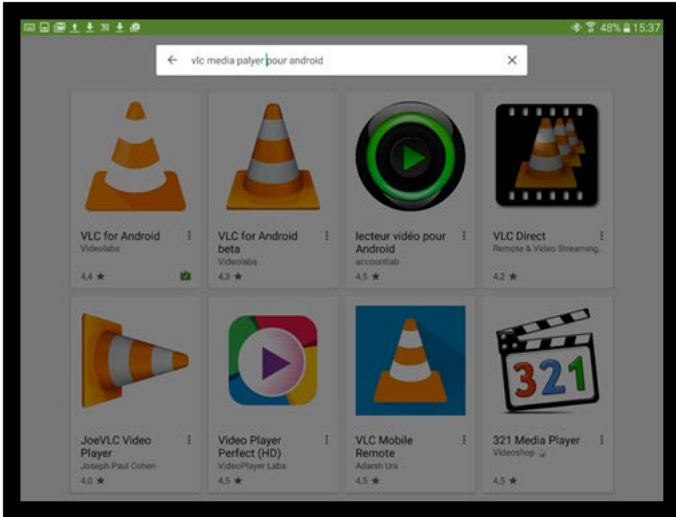 48% 15:37
vlc media palyer pour android
VLC for Android
Videolabs
4,4 ★
VLC for Android
beta
Videolabs
4,3 ★
lecteur vidéo pour
Android
accountlab
4,5 ★
VLC Direct
Remote & Video Streaming..
4,2 ★
JoeVLC Video
Player
Joseph Paul Cohen
4,0 ★
Video Player
Perfect (HD)
VideoPlayer Labs
4,5 ★
VLC Mobile
Remote
Adarsh Urs
4,5 ★
321
321 Media Player
Videoshop
4,5 ★